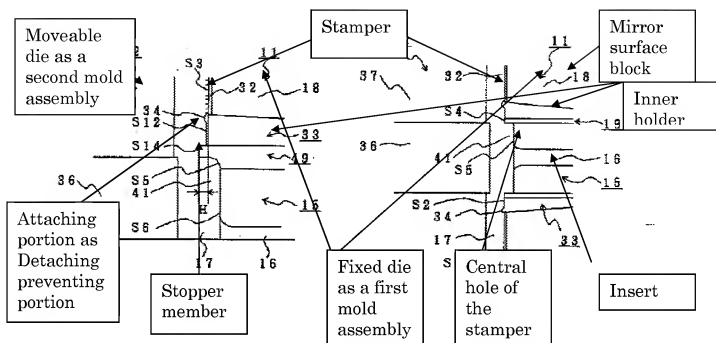 Moveable
die as a
second mold
assembly
Stamper
Mirror
surface
block
Inner
holder
Attaching
portion as
Detaching
preventing
portion
Stopper
member
Fixed die
as a first
mold
assembly
Central
hole of
the
stamper
Insert
S3
32
11
18
34
S12
33
S14
19
36
S5
41
H
15
S6
17
16
37
32
11
18
S4
19
36
41
S5
16
15
S2
34
17
33
S